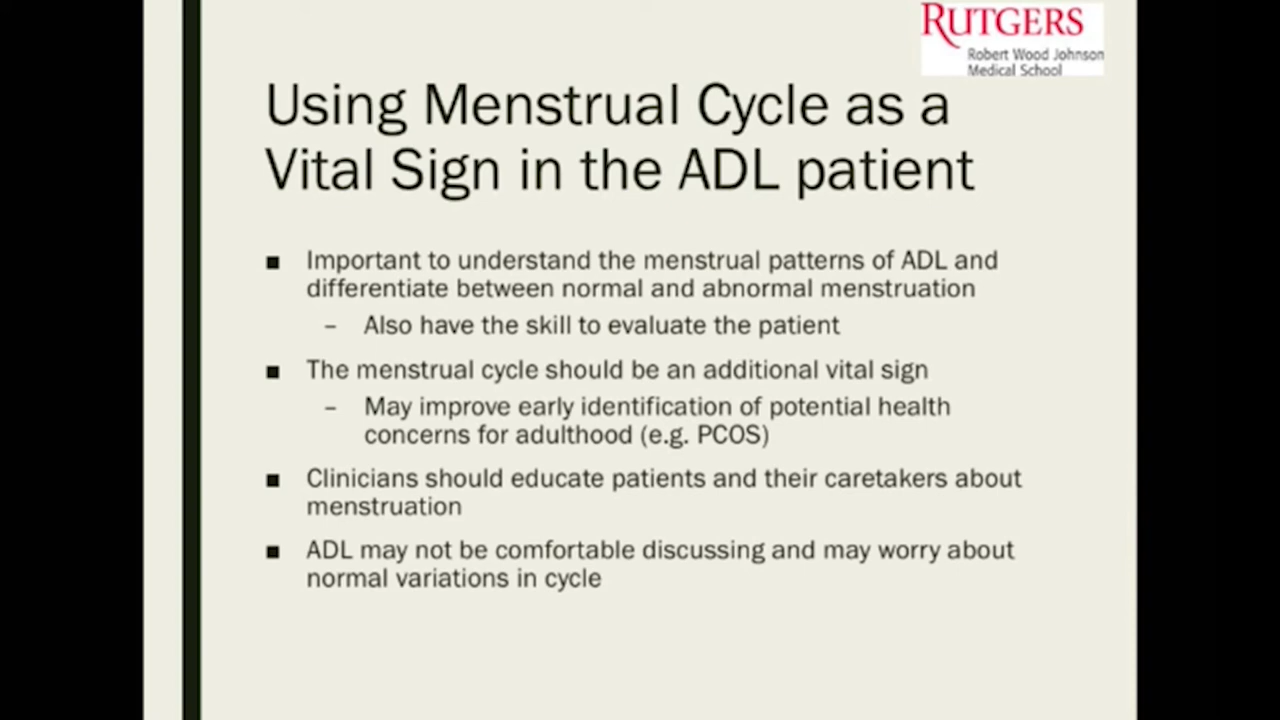 RUTGERS
Robert Wood Johnson
Medical School
Using Menstrual Cycle as a
Vital Sign in the ADL patient
■ Important to understand the menstrual patterns of ADL and
differentiate between normal and abnormal menstruation
– Also have the skill to evaluate the patient
■ The menstrual cycle should be an additional vital sign
– May improve early identification of potential health
concerns for adulthood (e.g. PCOS)
■ Clinicians should educate patients and their caretakers about
menstruation
■ ADL may not be comfortable discussing and may worry about
normal variations in cycle